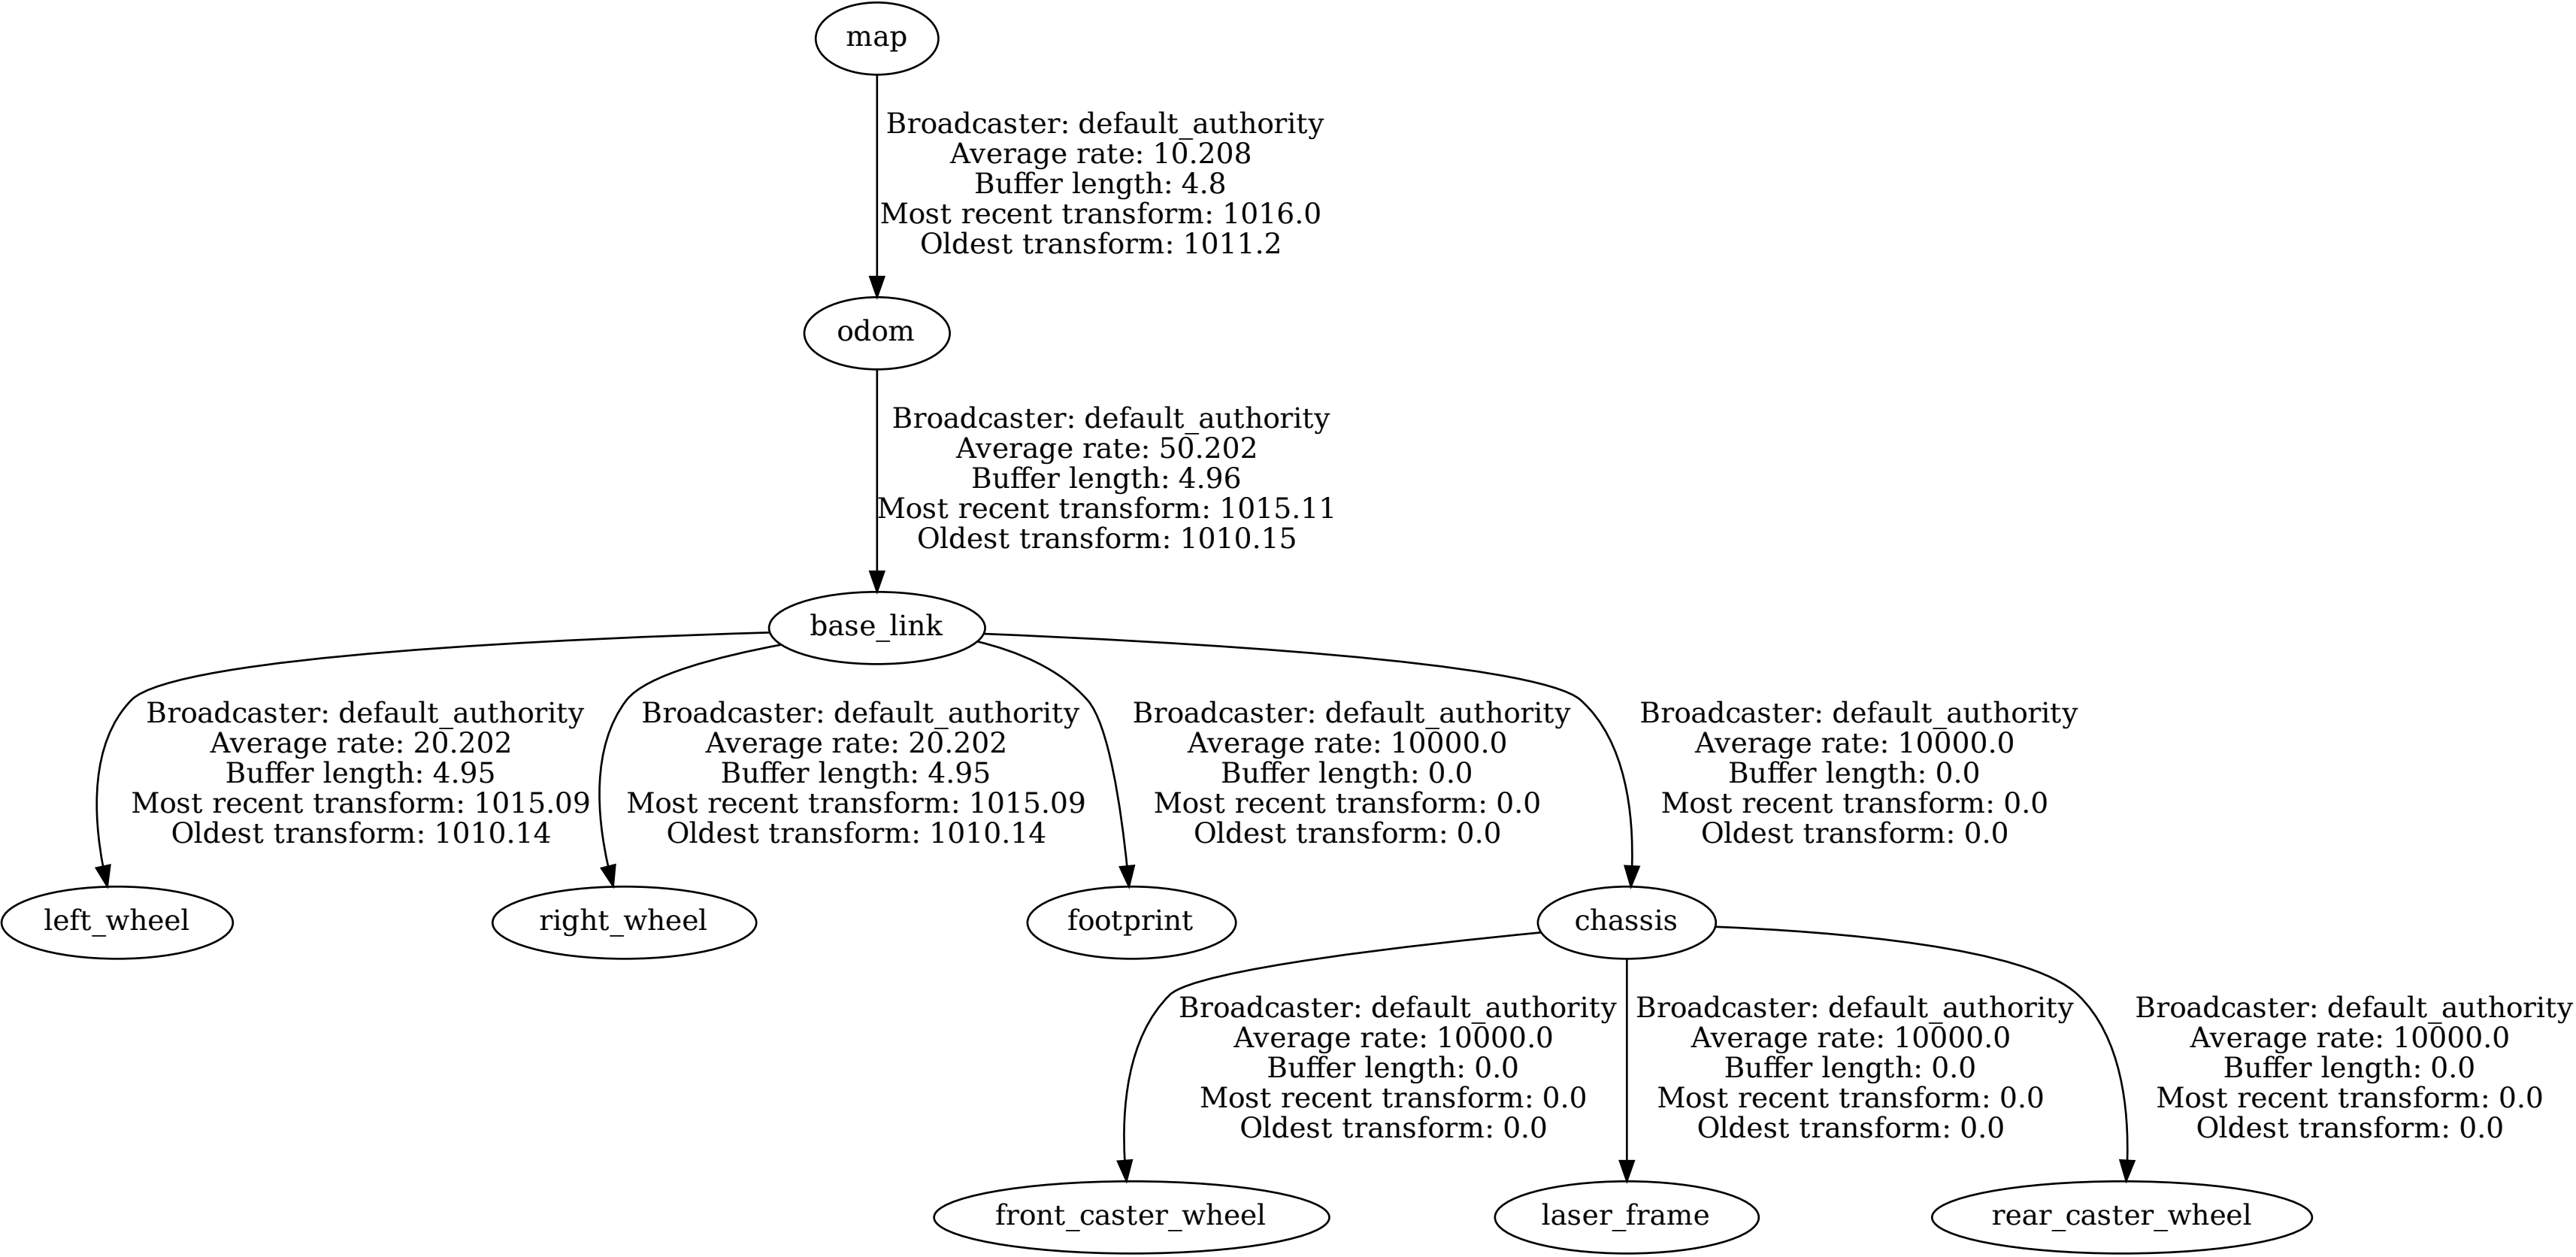 map
Broadcaster: default_authority
Average rate: 10.208
Buffer length: 4.8
Most recent transform: 1016.0
Oldest transform: 1011.2
odom
Broadcaster: default_authority
Average rate: 50.202
Buffer length: 4.96
Most recent transform: 1015.11
Oldest transform: 1010.15
base_link
Broadcaster: default_authority
Average rate: 20.202
Buffer length: 4.95
Most recent transform: 1015.09
Oldest transform: 1010.14
Broadcaster: default_authority
Average rate: 20.202
Buffer length: 4.95
Most recent transform: 1015.09
Oldest transform: 1010.14
Broadcaster: default_authority
Average rate: 10000.0
Buffer length: 0.0
Most recent transform: 0.0
Oldest transform: 0.0
Broadcaster: default_authority
Average rate: 10000.0
Buffer length: 0.0
Most recent transform: 0.0
Oldest transform: 0.0
left_wheel
right_wheel
footprint
chassis
Broadcaster: default_authority
Average rate: 10000.0
Buffer length: 0.0
Most recent transform: 0.0
Oldest transform: 0.0
Broadcaster: default_authority
Average rate: 10000.0
Buffer length: 0.0
Most recent transform: 0.0
Oldest transform: 0.0
Broadcaster: default_authority
Average rate: 10000.0
Buffer length: 0.0
Most recent transform: 0.0
Oldest transform: 0.0
front_caster_wheel
laser_frame
rear_caster_wheel